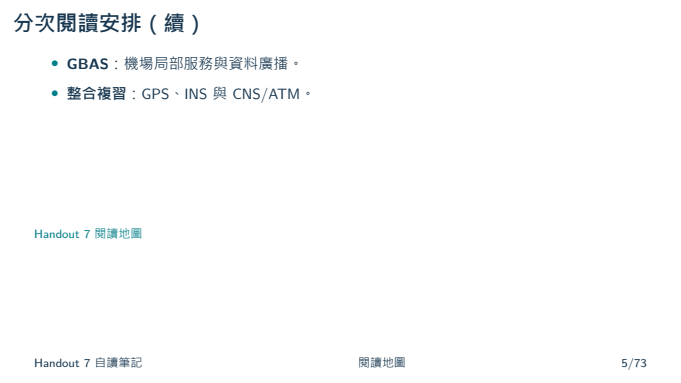 分次閱讀安排（續）
• GBAS：機場局部服務與資料廣播。
• 整合複習：GPS、INS 與 CNS/ATM。
Handout 7 閱讀地圖
Handout 7 自讀筆記 閱讀地圖 5/73